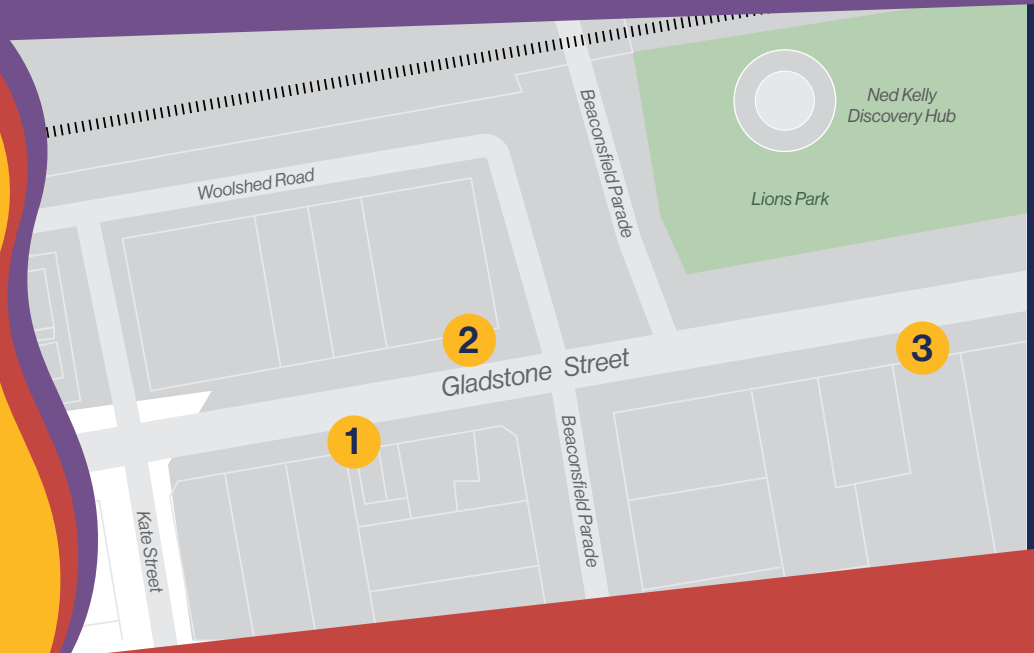 Ned Kelly
Discovery Hub
Beaconsfield Parade
Woolshed Road
Lions Park
2
3
Gladstone Street
1
Beaconsfield Parade
Kate Street